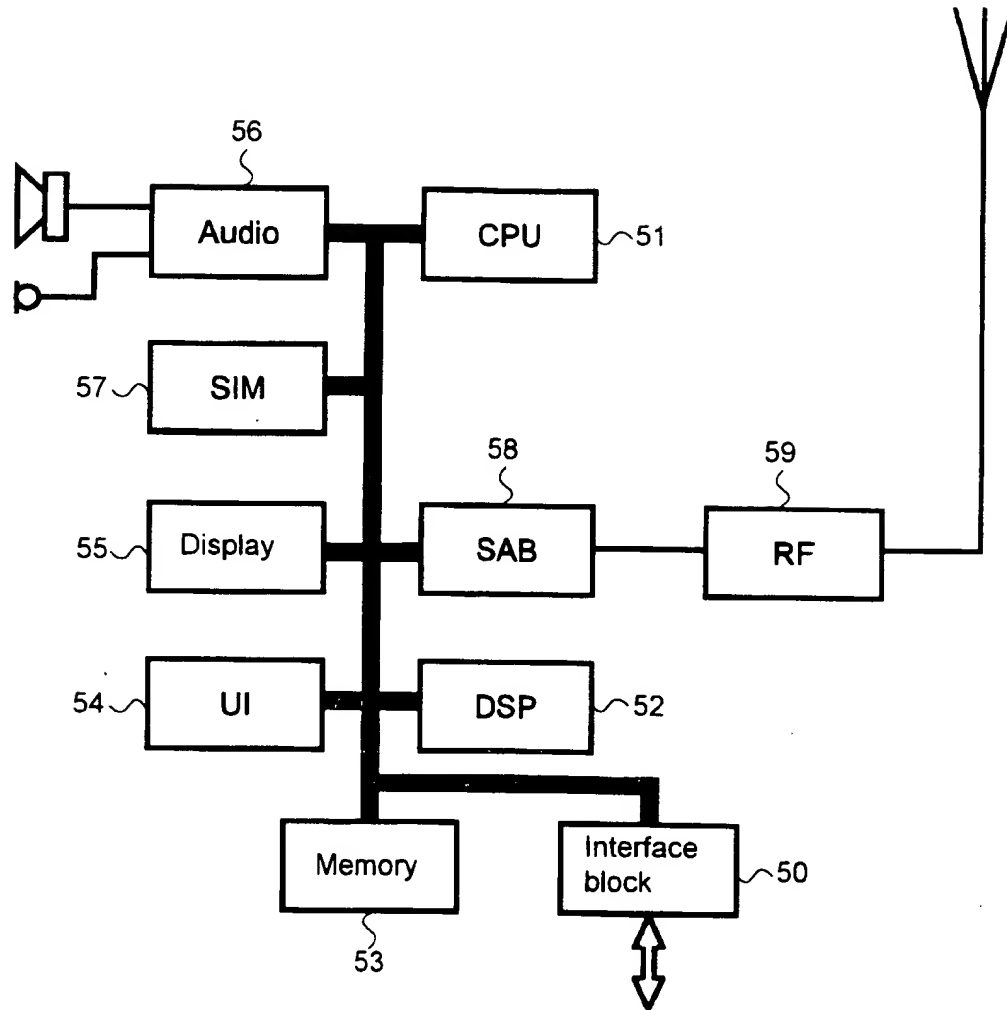 56
Audio
CPU
51
57
SIM
58
59
55
Display
SAB
RF
54
UI
DSP
52
Memory
Interface
block
50
53